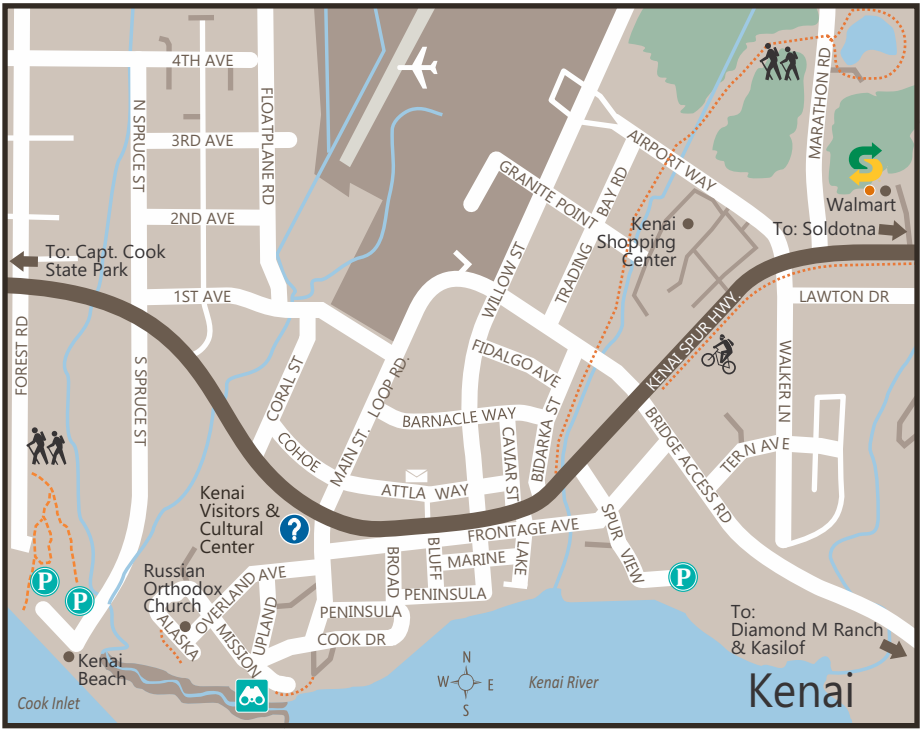 4TH AVE
N SPRUCE ST
FLOATPLANE RD
3RD AVE
2ND AVE
To: Capt. Cook
State Park
1ST AVE
FOREST RD
S SPRUCE ST
CORAL ST
MAIN ST. LOOP RD.
WILLOW ST
GRANITE POINT
TRADING BAY RD
AIRPORT WAY
MARATHON RD
Walmart
To: Soldotna
Kenai
Shopping
Center
LAWTON DR
KENAI SPUR HWY.
WALKER LN
FIDALGO AVE
BARNACLE WAY
CAVIAR ST
BIDARKA ST
BRIDGE ACCESS RD
TERN AVE
COHOE
ATTLA WAY
Kenai
Visitors &
Cultural
Center
?
FRONTAGE AVE
SPUR VIEW
BROAD
BLUFF
MARINE
LAKE
PENINSULA
PENINSULA
COOK DR
OVERLAND AVE
UPLAND
MISSION
ALASKA
Russian
Orthodox
Church
P
P
P
Kenai
Beach
Cook Inlet
N
W
E
S
Kenai River
To:
Diamond M Ranch
& Kasilof
Kenai